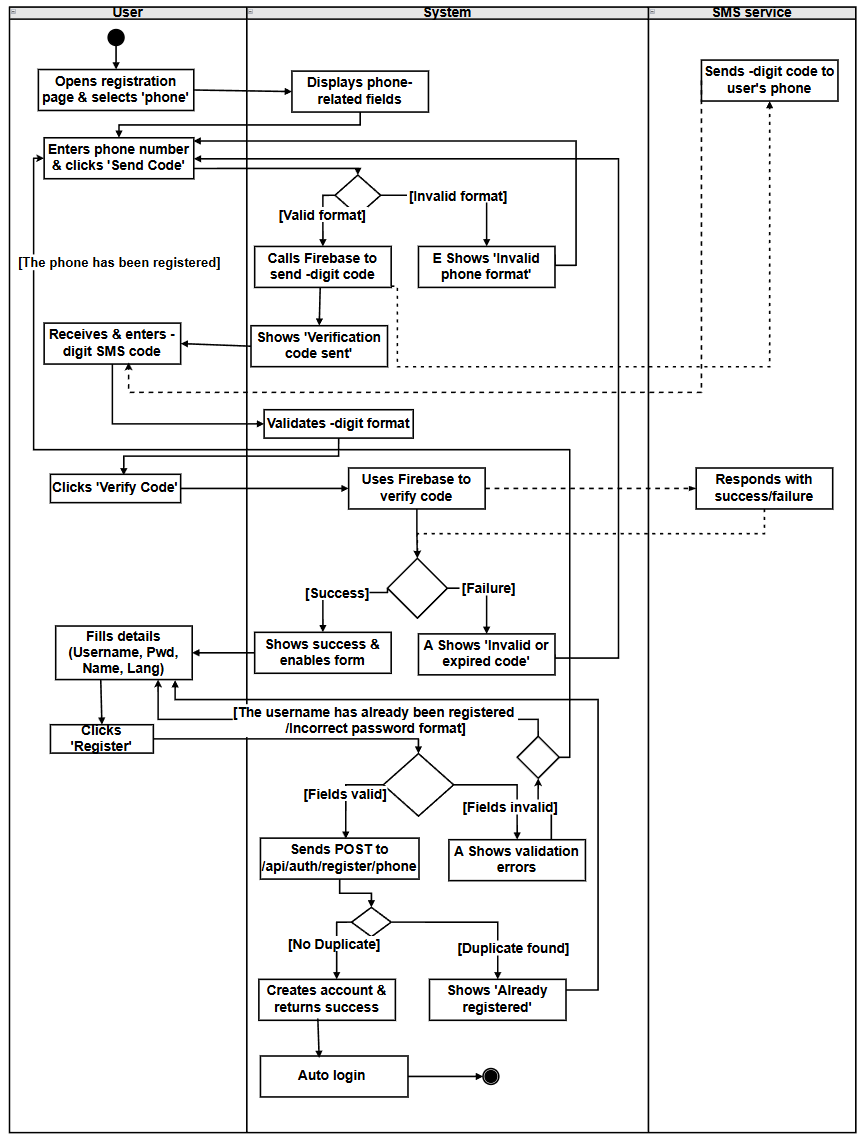 User
System
SMS service
Opens registration
page & selects 'phone'
Displays phone-
related fields
Sends -digit code to
user's phone
Enters phone number
& clicks 'Send Code'
[Invalid format]
[Valid format]
[The phone has been registered]
Calls Firebase to
send -digit code
E Shows 'Invalid
phone format'
Receives & enters -
digit SMS code
Shows 'Verification
code sent'
Validates -digit format
Clicks 'Verify Code'
Uses Firebase to
verify code
Responds with
success/failure
[Success]
[Failure]
Fills details
(Username, Pwd,
Name, Lang)
Shows success &
enables form
A Shows 'Invalid or
expired code'
[The username has already been registered
/Incorrect password format]
Clicks
'Register'
[Fields valid]
[Fields invalid]
Sends POST to
/api/auth/register/phone
A Shows validation
errors
[No Duplicate]
[Duplicate found]
Creates account &
returns success
Shows 'Already
registered'
Auto login